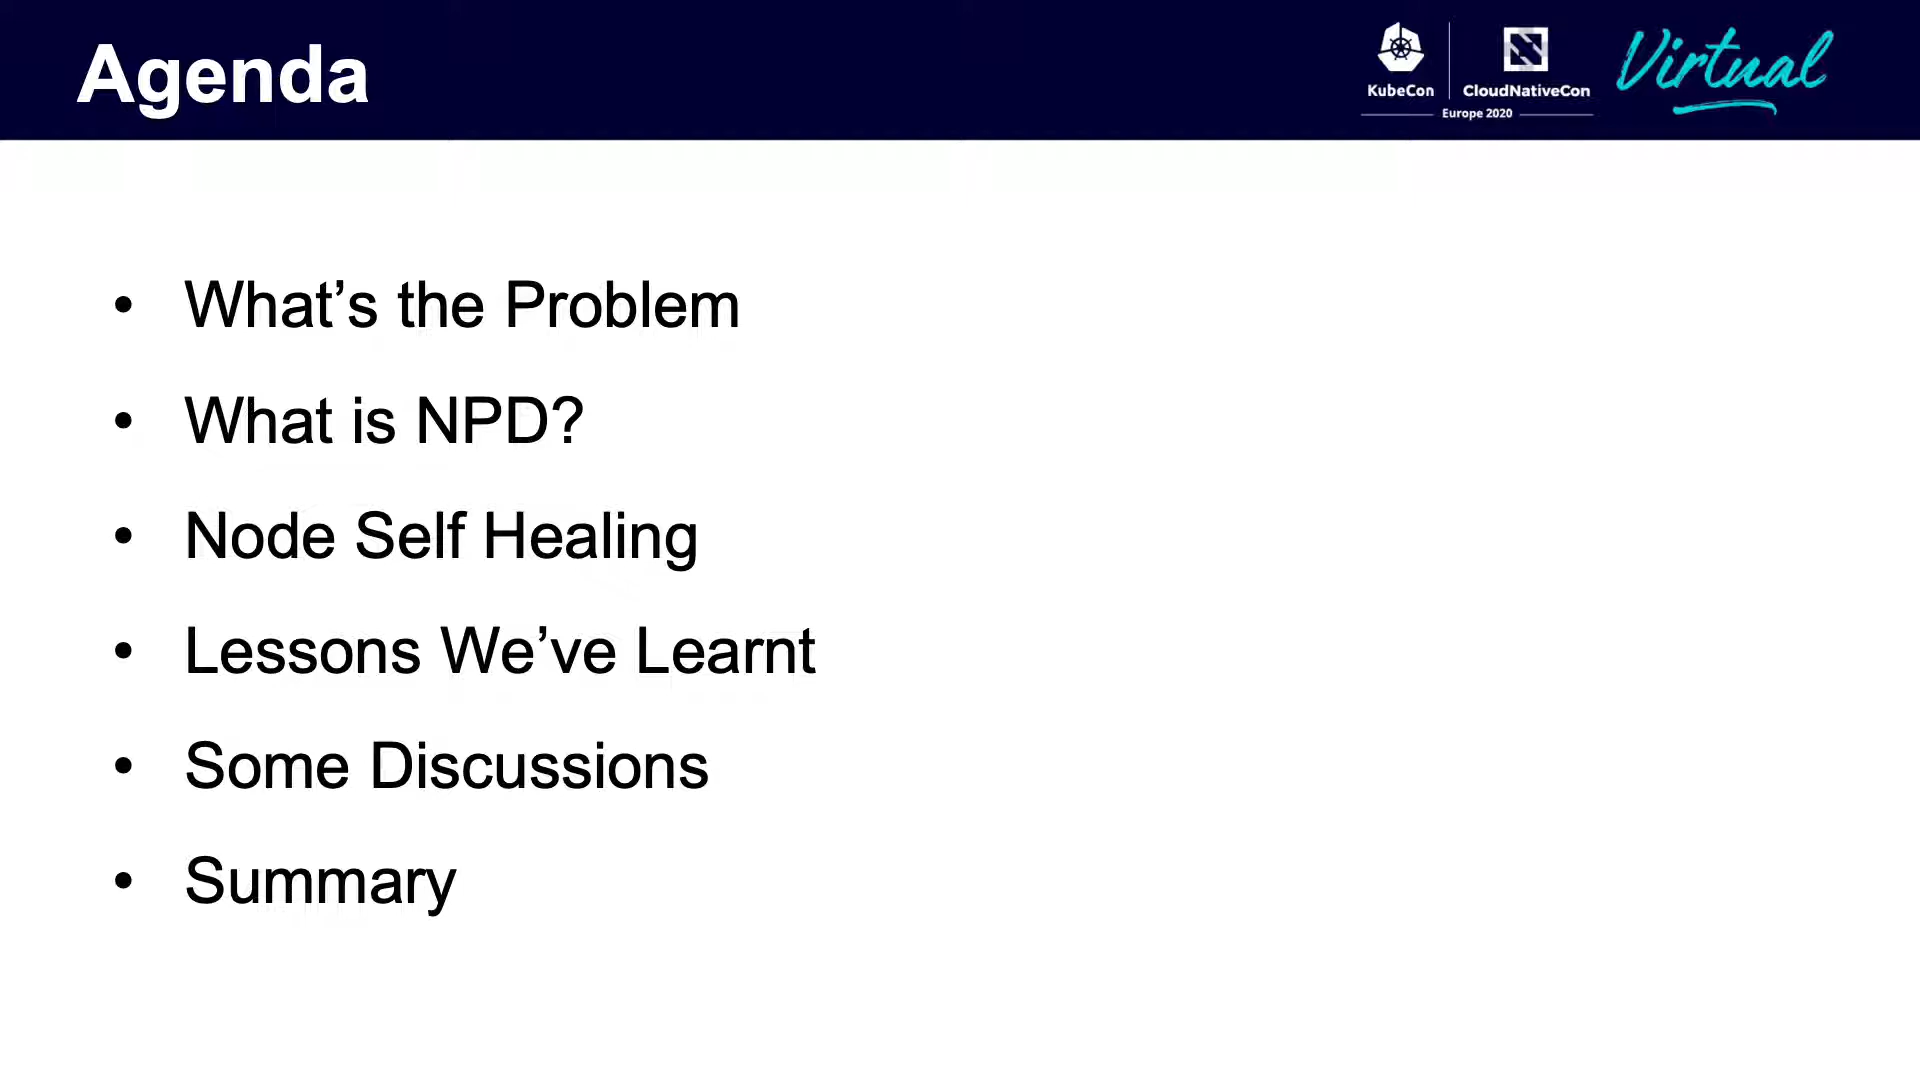 Agenda
KubeCon
CloudNativeCon
Europe 2020
Virtual
• What’s the Problem
• What is NPD?
• Node Self Healing
• Lessons We’ve Learnt
• Some Discussions
• Summary